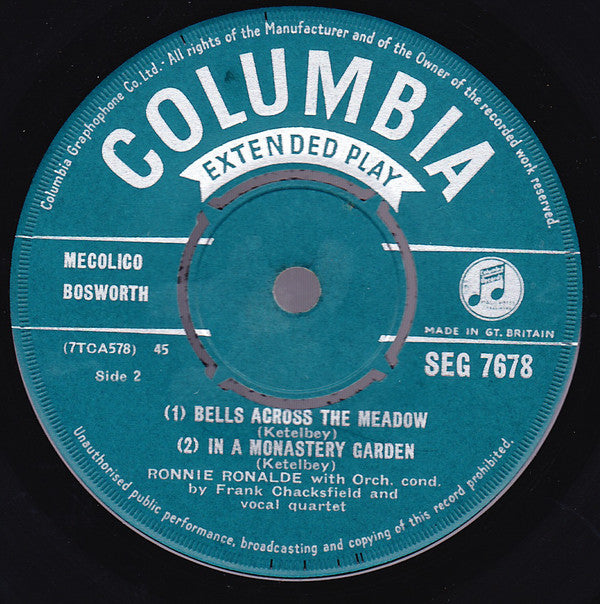 Columbia Graphophone Co. Ltd.- All rights of the Manufacturer and of the Owner of the recorded work reserved.
COLUMBIA
EXTENDED PLAY
MECOLICO
BOSWORTH
Columbia
Records
MADE IN GT. BRITAIN
(7TCA578) 45
SEG 7678
Side 2
(1) BELLS ACROSS THE MEADOW
(Ketelbey)
(2) IN A MONASTERY GARDEN
(Ketelbey)
RONNIE RONALDE with Orch. cond.
by Frank Chacksfield and
vocal quartet
Unauthorised public performance, broadcasting and copying of this record prohibited.